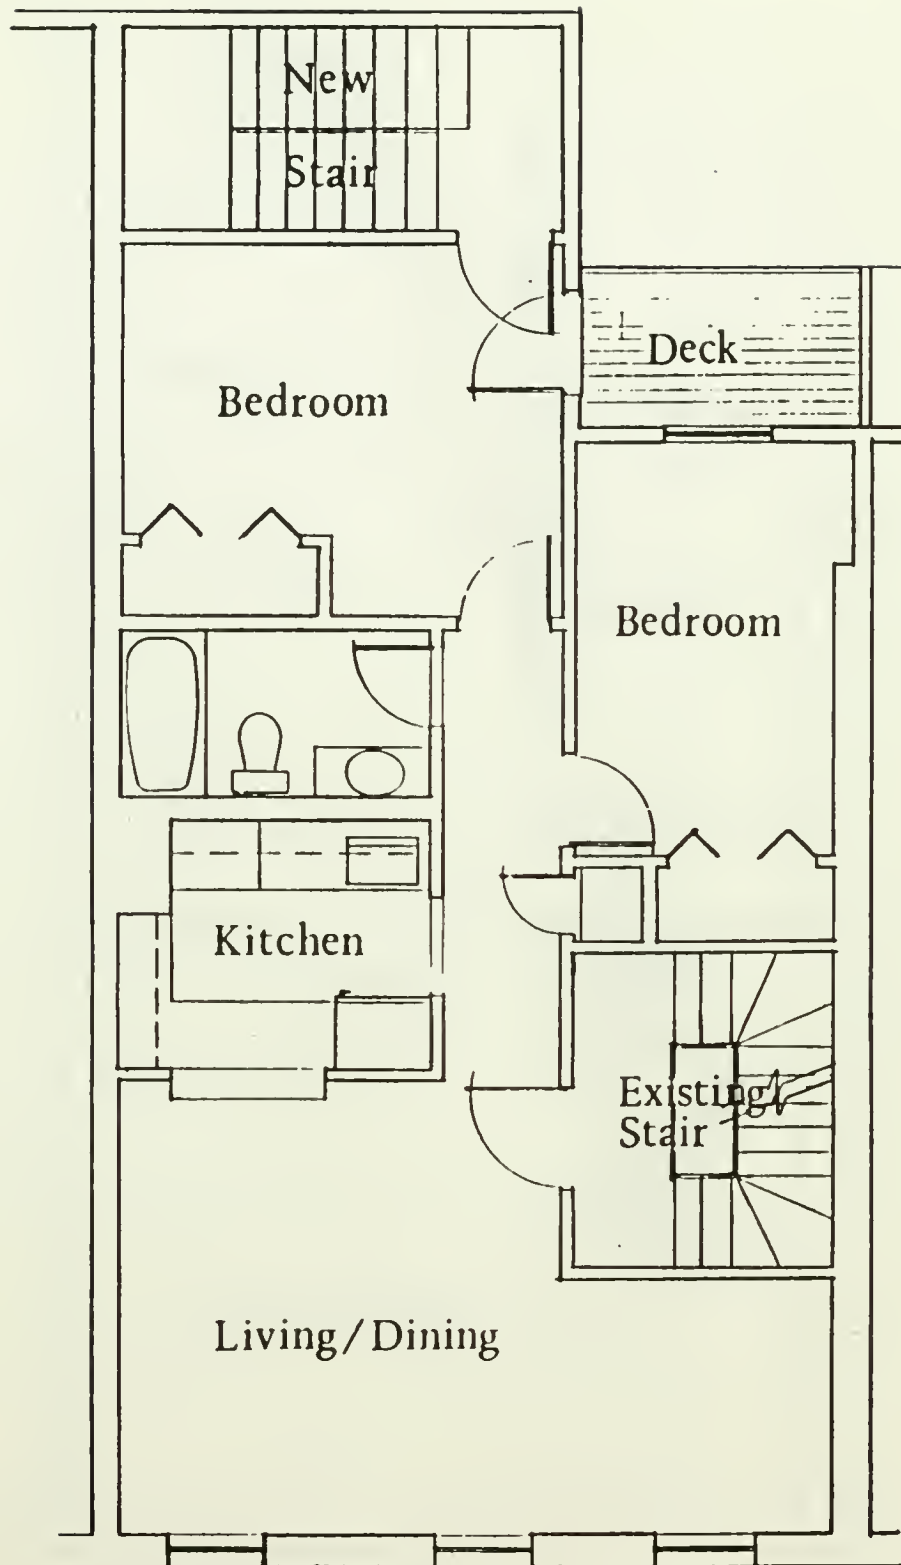 New
Stair
Deck
Bedroom
Bedroom
Kitchen
Existing
Stair
Living/Dining